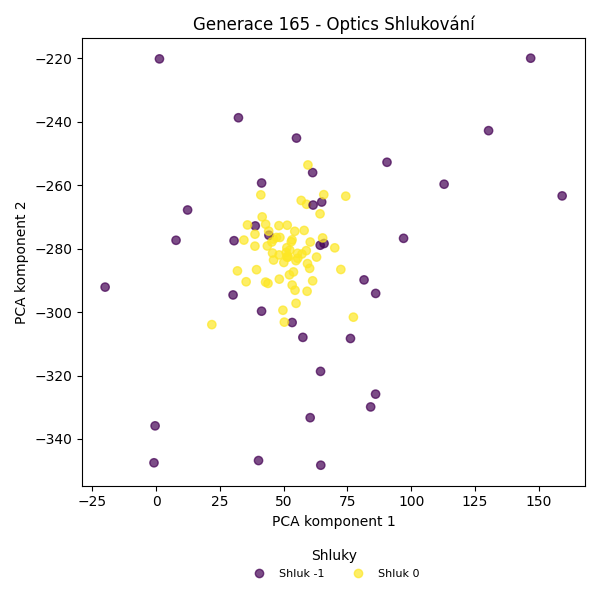 Generace 165 - Optics Shlukování
−220
−240
−260
−280
−300
−320
−340
PCA komponent 2
−25
0
25
50
75
100
125
150
PCA komponent 1
Shluky
Shluk -1
Shluk 0